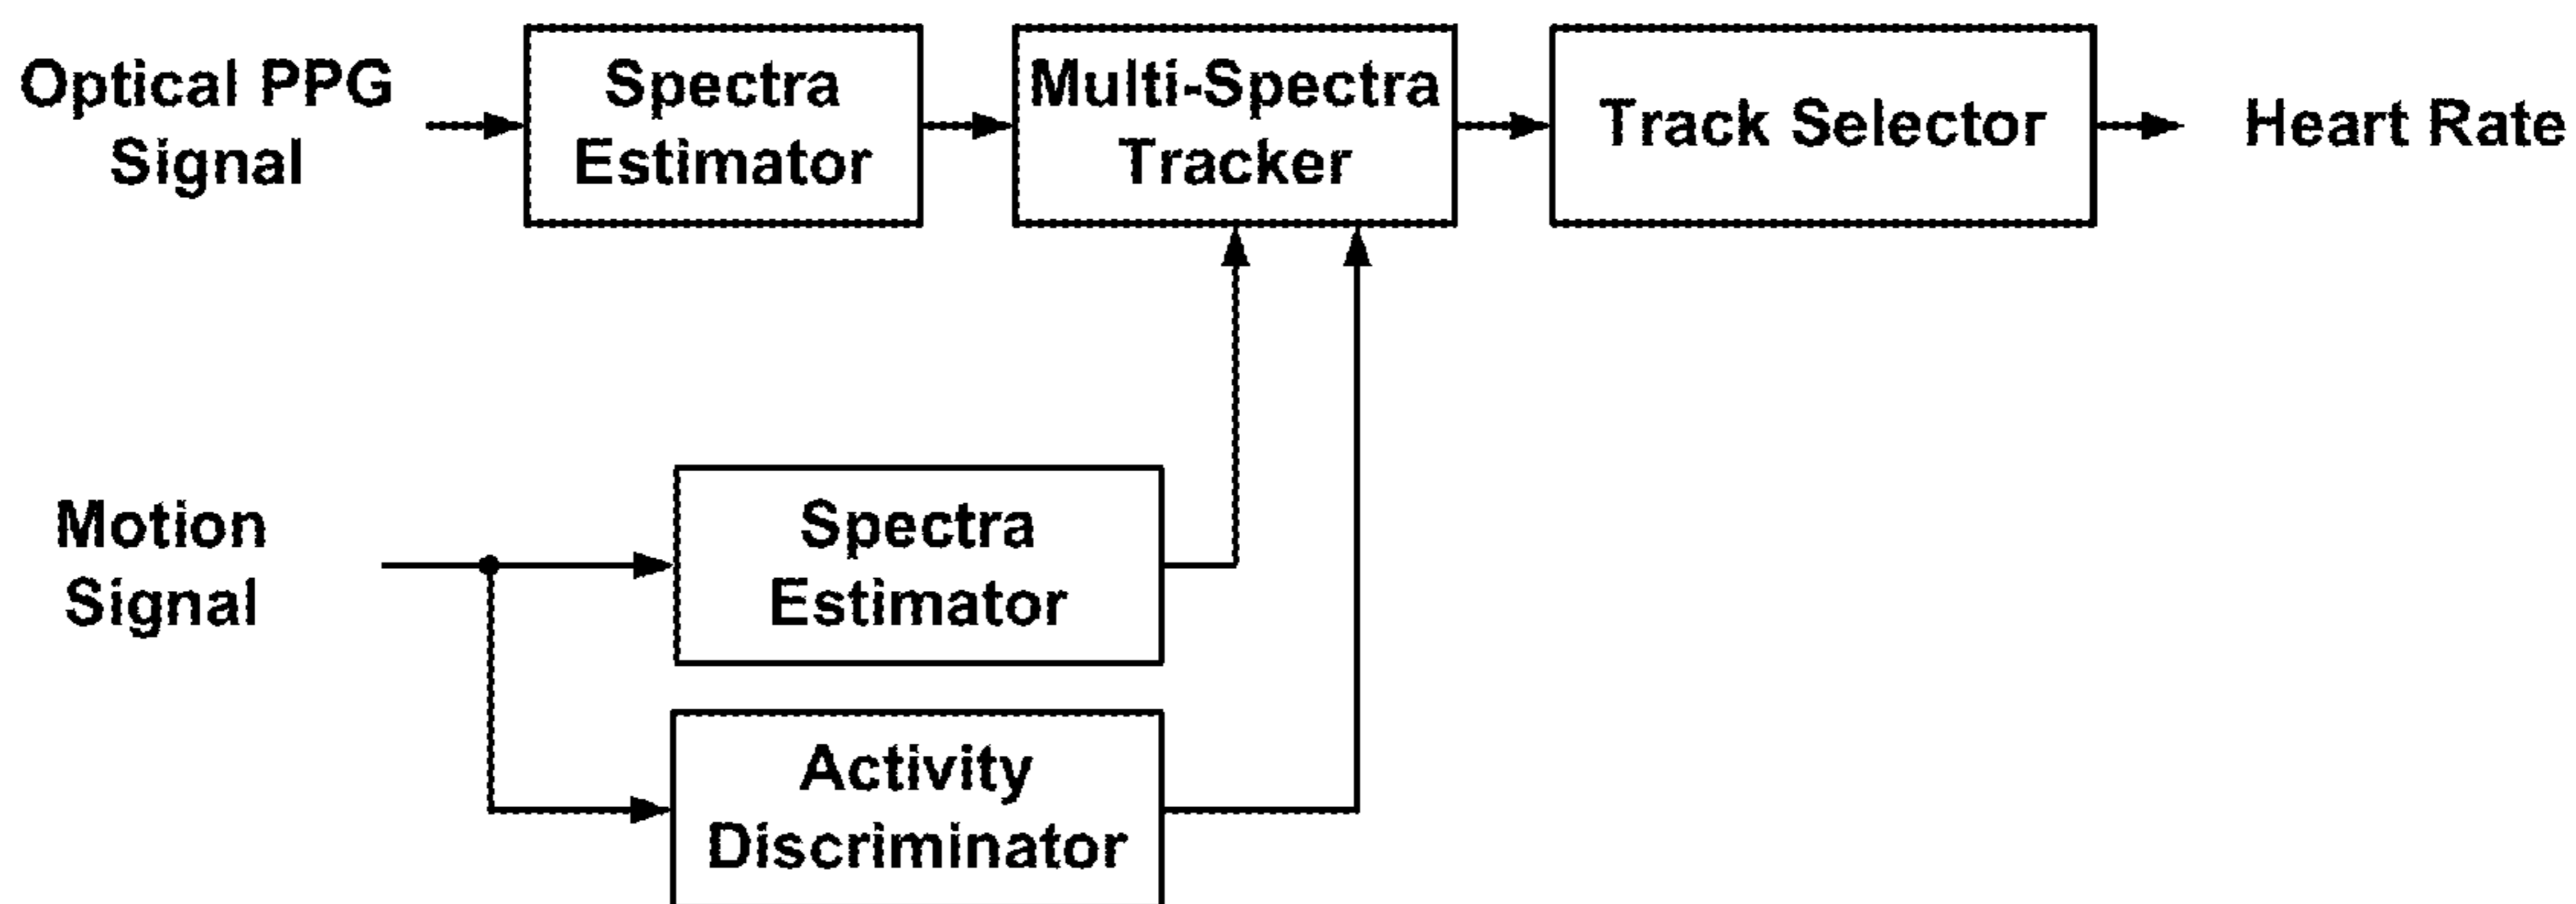 Optical PPG
Signal
Spectra
Estimator
Multi-Spectra
Tracker
Track Selector
Heart Rate
Motion
Signal
Spectra
Estimator
Activity
Discriminator